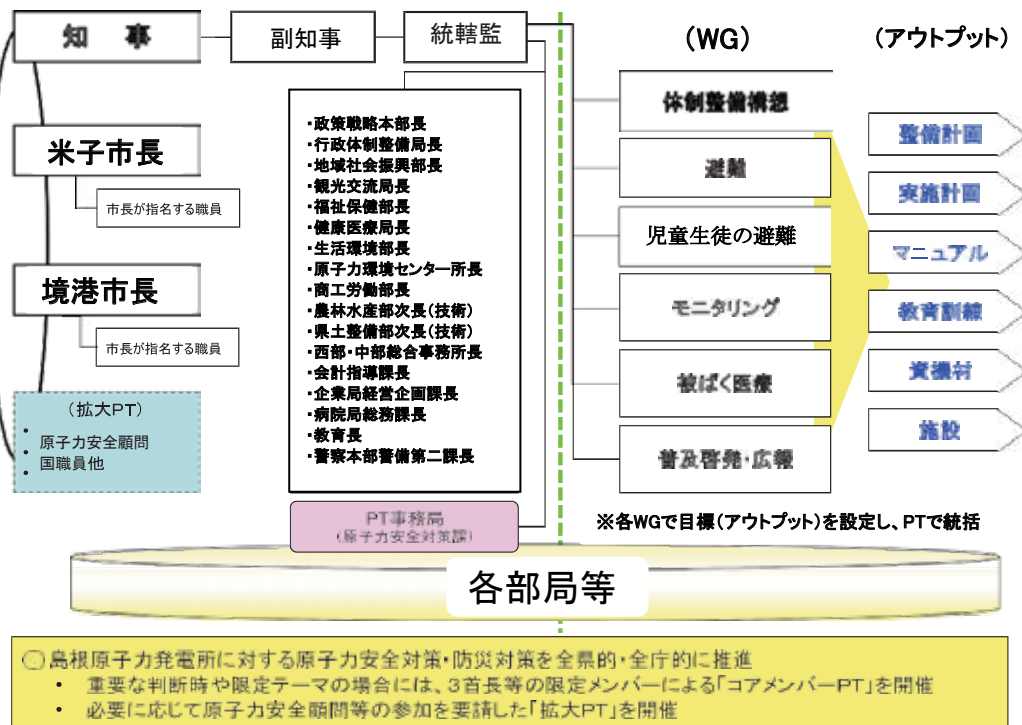 知 事
副知事
統轄監
(WG)
(アウトプット)
米子市長
市長が指名する職員
境港市長
市長が指名する職員
(拡大PT)
・
・ 原子力安全顧問
・ 国職員他
・政策戦略本部長
・行政体制整備局長
・地域社会振興部長
・観光交流局長
・福祉保健部長
・健康医療局長
・生活環境部長
・原子力環境センター所長
・商工労働部長
・農林水産部次長(技術)
・県土整備部次長(技術)
・西部・中部総合事務所長
・会計指導課長
・企業局経営企画課長
・病院局総務課長
・教育長
・警察本部警備第二課長
PT事務局
(原子力安全対策課)
体制整備構想
避難
児童生徒の避難
モニタリング
被ばく医療
普及啓発・広報
整備計画
実施計画
マニュアル
教育訓練
資機材
施設
※各WGで目標(アウトプット)を設定し、PTで統括
各部局等
○島根原子力発電所に対する原子力安全対策・防災対策を全県的・全庁的に推進
• 重要な判断時や限定テーマの場合には、3首長等の限定メンバーによる「コアメンバーPT」を開催
• 必要に応じて原子力安全顧問等の参加を要請した「拡大PT」を開催